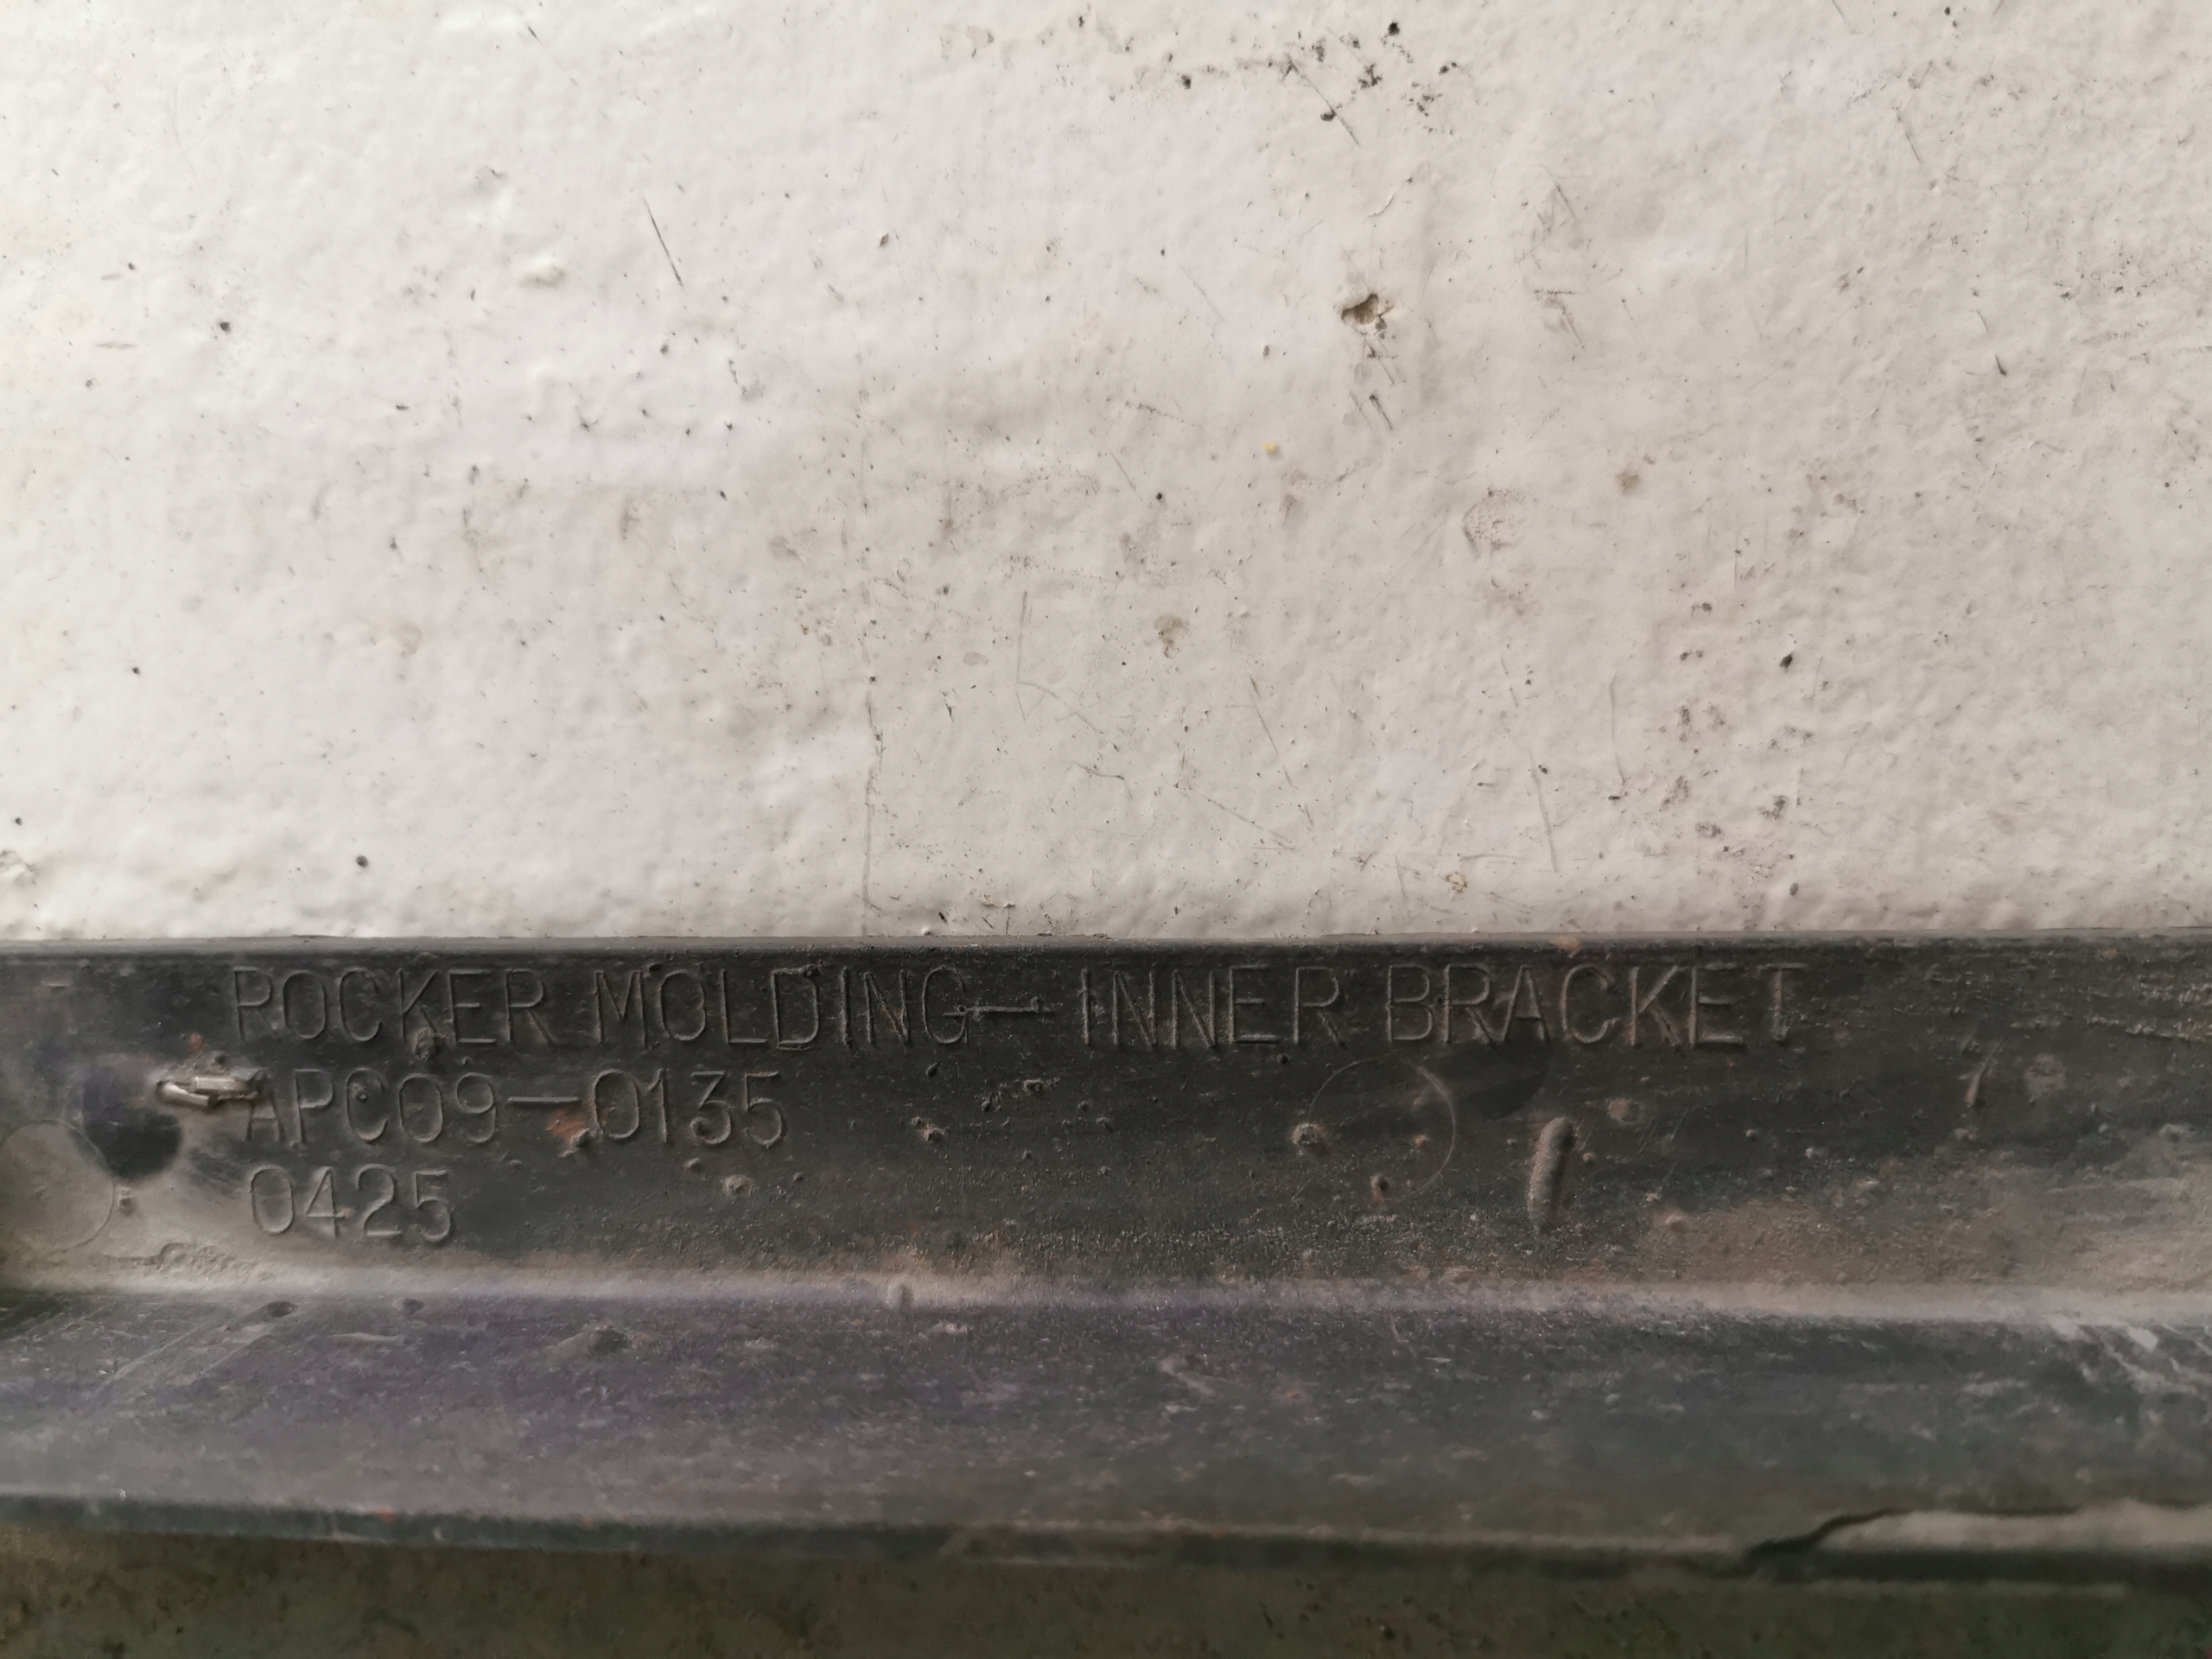 ROCKER MOLDING- INNER BRACKET
APC09-0135
0425